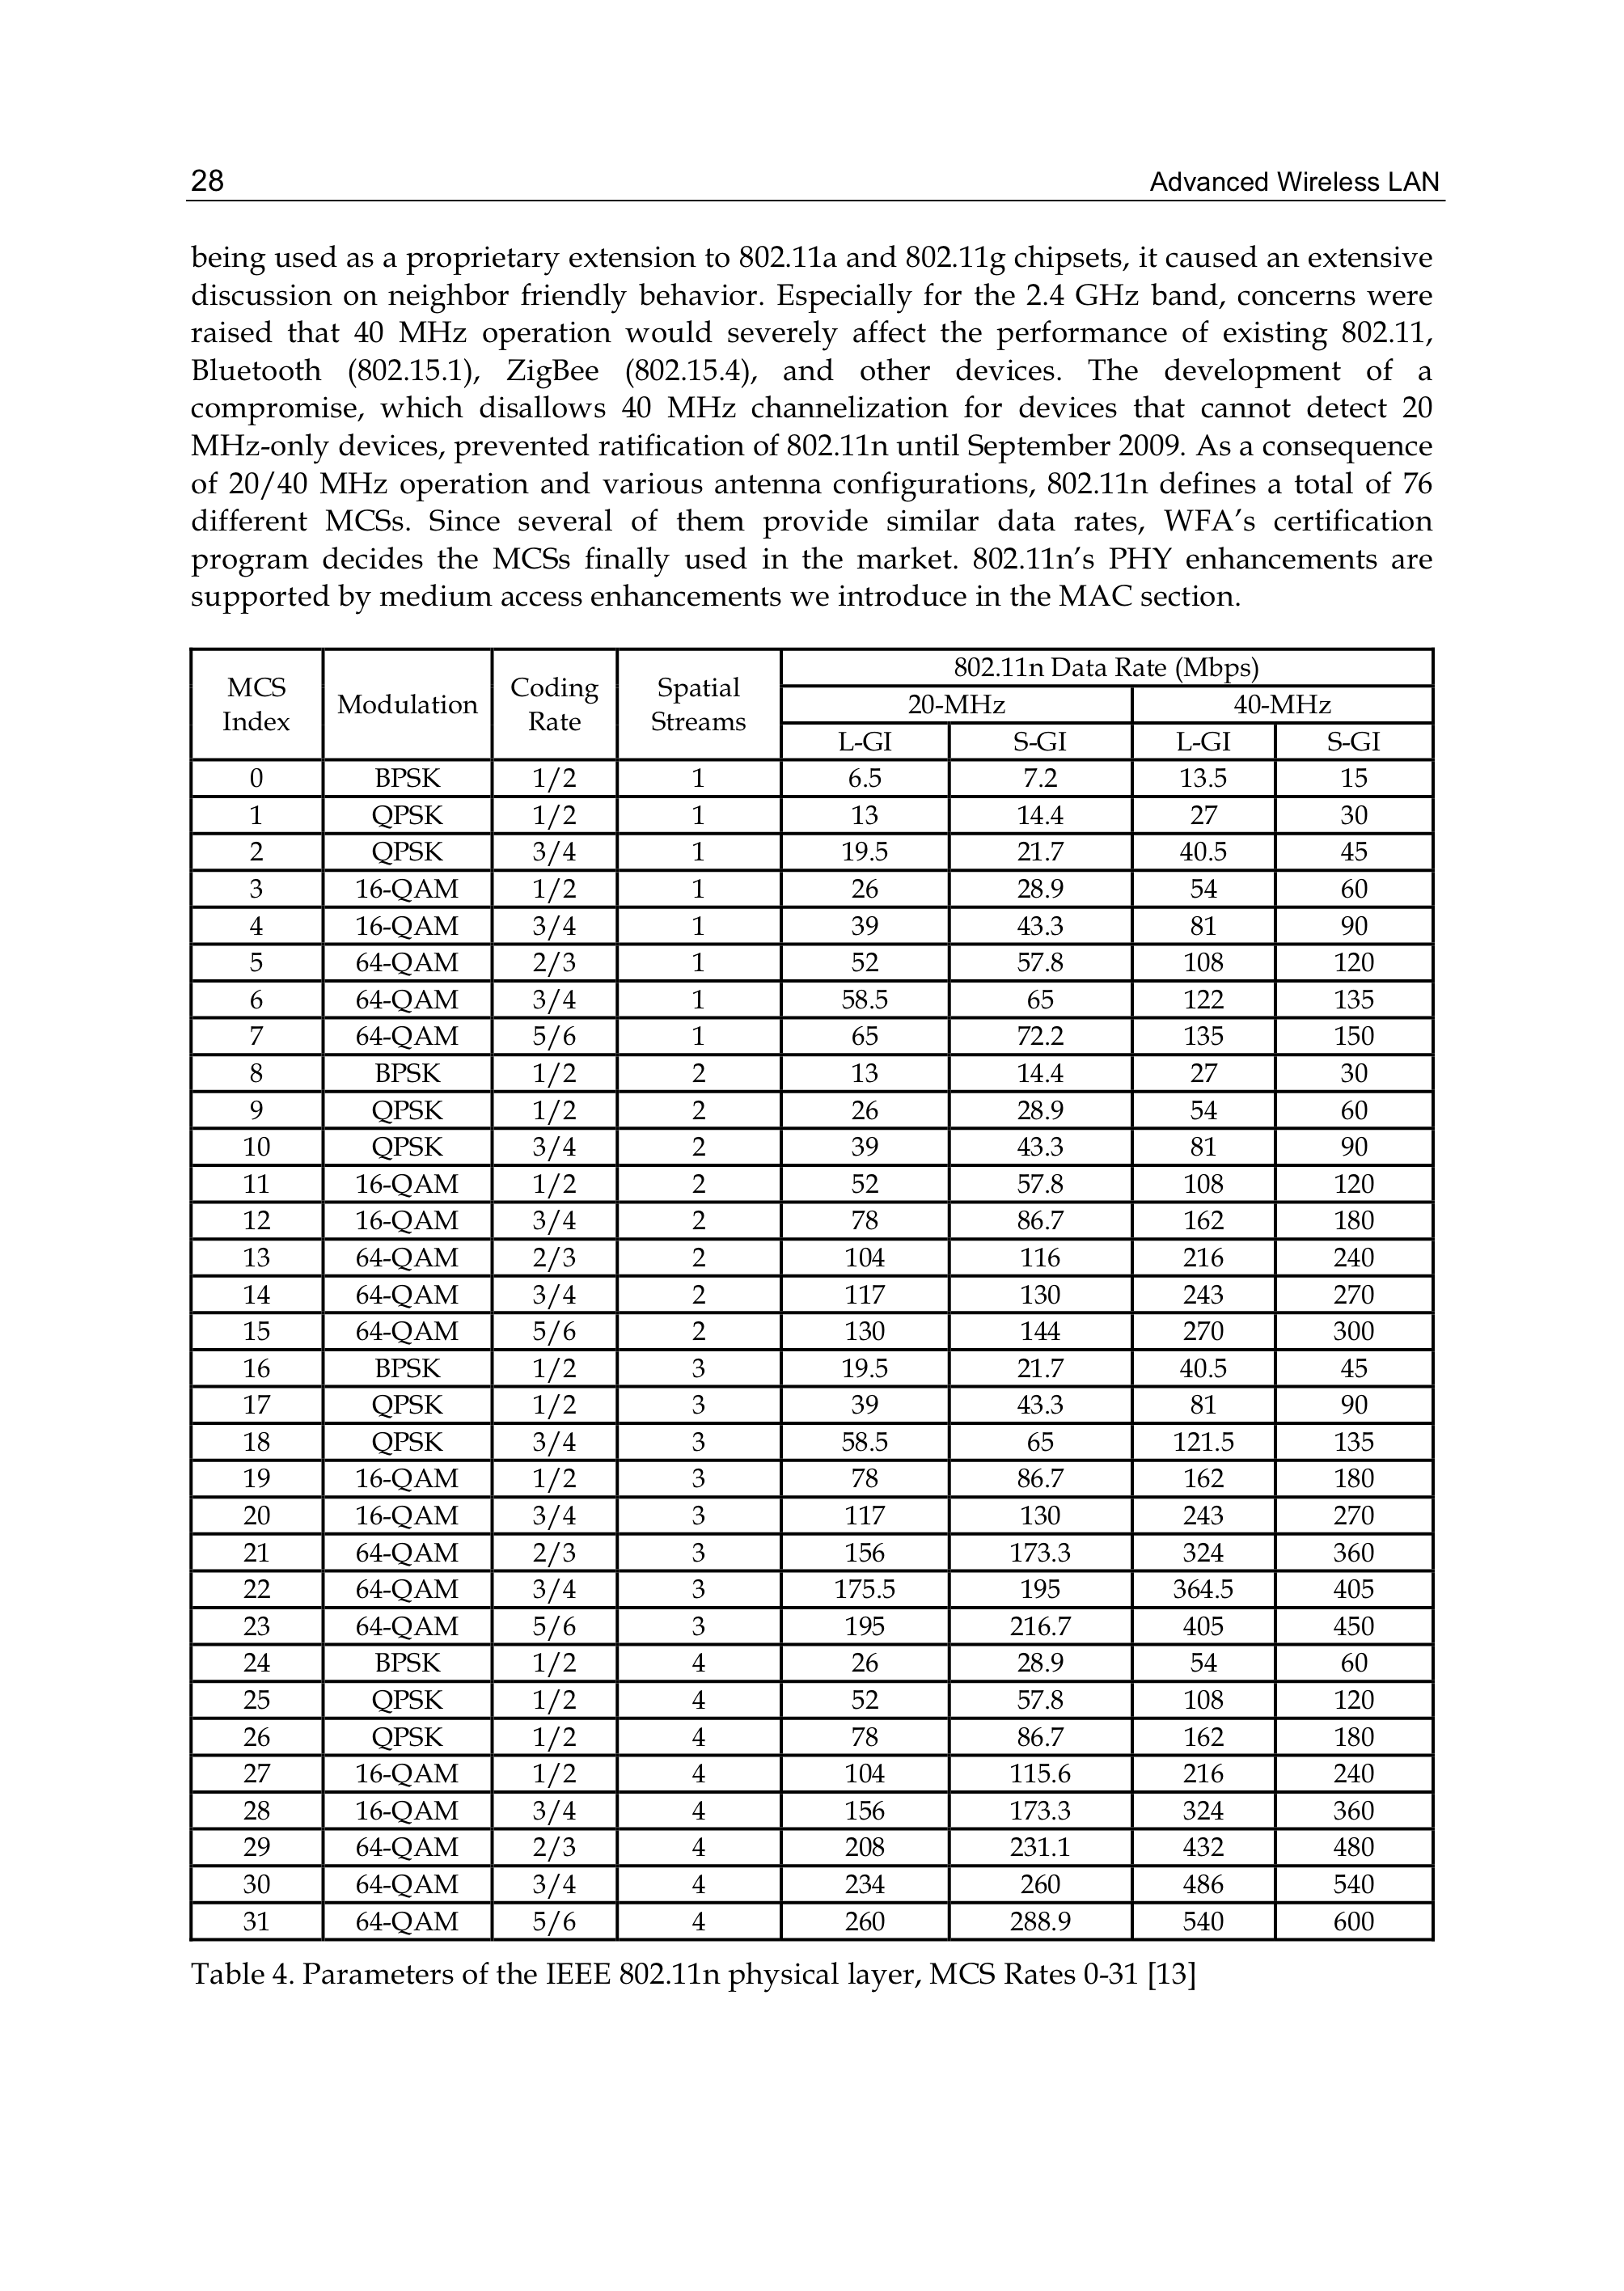 28 Advanced Wireless LAN
being used as a proprietary extension to 802.11a and 802.11g chipsets, it caused an extensive
discussion on neighbor friendly behavior. Especially for the 2.4 GHz band, concerns were
raised that 40 MHz operation would severely affect the performance of existing 802.11,
Bluetooth (802.15.1), ZigBee (802.15.4), and other devices. The development of a
compromise, which disallows 40 MHz channelization for devices that cannot detect 20
MHz-only devices, prevented ratification of 802.11n until September 2009. As a consequence
of 20/40 MHz operation and various antenna configurations, 802.11n defines a total of 76
different MCSs. Since several of them provide similar data rates, WFA's certification
program decides the MCSs finally used in the market. 802.11n's PHY enhancements are
supported by medium access enhancements we introduce in the MAC section.
MCS Index Modulation Coding Rate Spatial Streams 802.11n Data Rate (Mbps)
20-MHz 40-MHz
L-GI S-GI L-GI S-GI
0 BPSK 1/2 1 6.5 7.2 13.5 15
1 QPSK 1/2 1 13 14.4 27 30
2 QPSK 3/4 1 19.5 21.7 40.5 45
3 16-QAM 1/2 1 26 28.9 54 60
4 16-QAM 3/4 1 39 43.3 81 90
5 64-QAM 2/3 1 52 57.8 108 120
6 64-QAM 3/4 1 58.5 65 122 135
7 64-QAM 5/6 1 65 72.2 135 150
8 BPSK 1/2 2 13 14.4 27 30
9 QPSK 1/2 2 26 28.9 54 60
10 QPSK 3/4 2 39 43.3 81 90
11 16-QAM 1/2 2 52 57.8 108 120
12 16-QAM 3/4 2 78 86.7 162 180
13 64-QAM 2/3 2 104 116 216 240
14 64-QAM 3/4 2 117 130 243 270
15 64-QAM 5/6 2 130 144 270 300
16 BPSK 1/2 3 19.5 21.7 40.5 45
17 QPSK 1/2 3 39 43.3 81 90
18 QPSK 3/4 3 58.5 65 121.5 135
19 16-QAM 1/2 3 78 86.7 162 180
20 16-QAM 3/4 3 117 130 243 270
21 64-QAM 2/3 3 156 173.3 324 360
22 64-QAM 3/4 3 175.5 195 364.5 405
23 64-QAM 5/6 3 195 216.7 405 450
24 BPSK 1/2 4 26 28.9 54 60
25 QPSK 1/2 4 52 57.8 108 120
26 QPSK 1/2 4 78 86.7 162 180
27 16-QAM 1/2 4 104 115.6 216 240
28 16-QAM 3/4 4 156 173.3 324 360
29 64-QAM 2/3 4 208 231.1 432 480
30 64-QAM 3/4 4 234 260 486 540
31 64-QAM 5/6 4 260 288.9 540 600
Table 4. Parameters of the IEEE 802.11n physical layer, MCS Rates 0-31 [13]